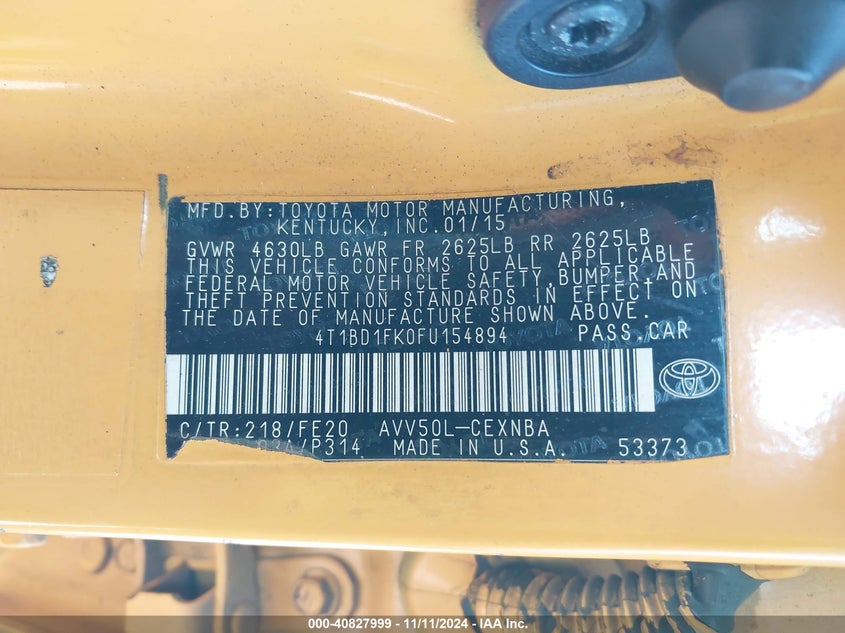 MFD.BY:TOYOTA MOTOR MANUFACTURING,
KENTUCKY,INC.01/15
GVWR 4630LB GAWR FR 2625LB RR 2625LB
THIS VEHICLE CONFORMS TO ALL APPLICABLE
FEDERAL MOTOR VEHICLE SAFETY,BUMPER,AND
THEFT PREVENTION STANDARDS IN EFFECT ON
THE DATE OF MANUFACTURE SHOWN ABOVE.
4T1BD1FK0FU154894 PASS.CAR
C/TR:218/FE20 AVV50L-CEXNBA
/P314 MADE IN U.S.A. 53373
000-40827999 - 11/11/2024 - IAA Inc.